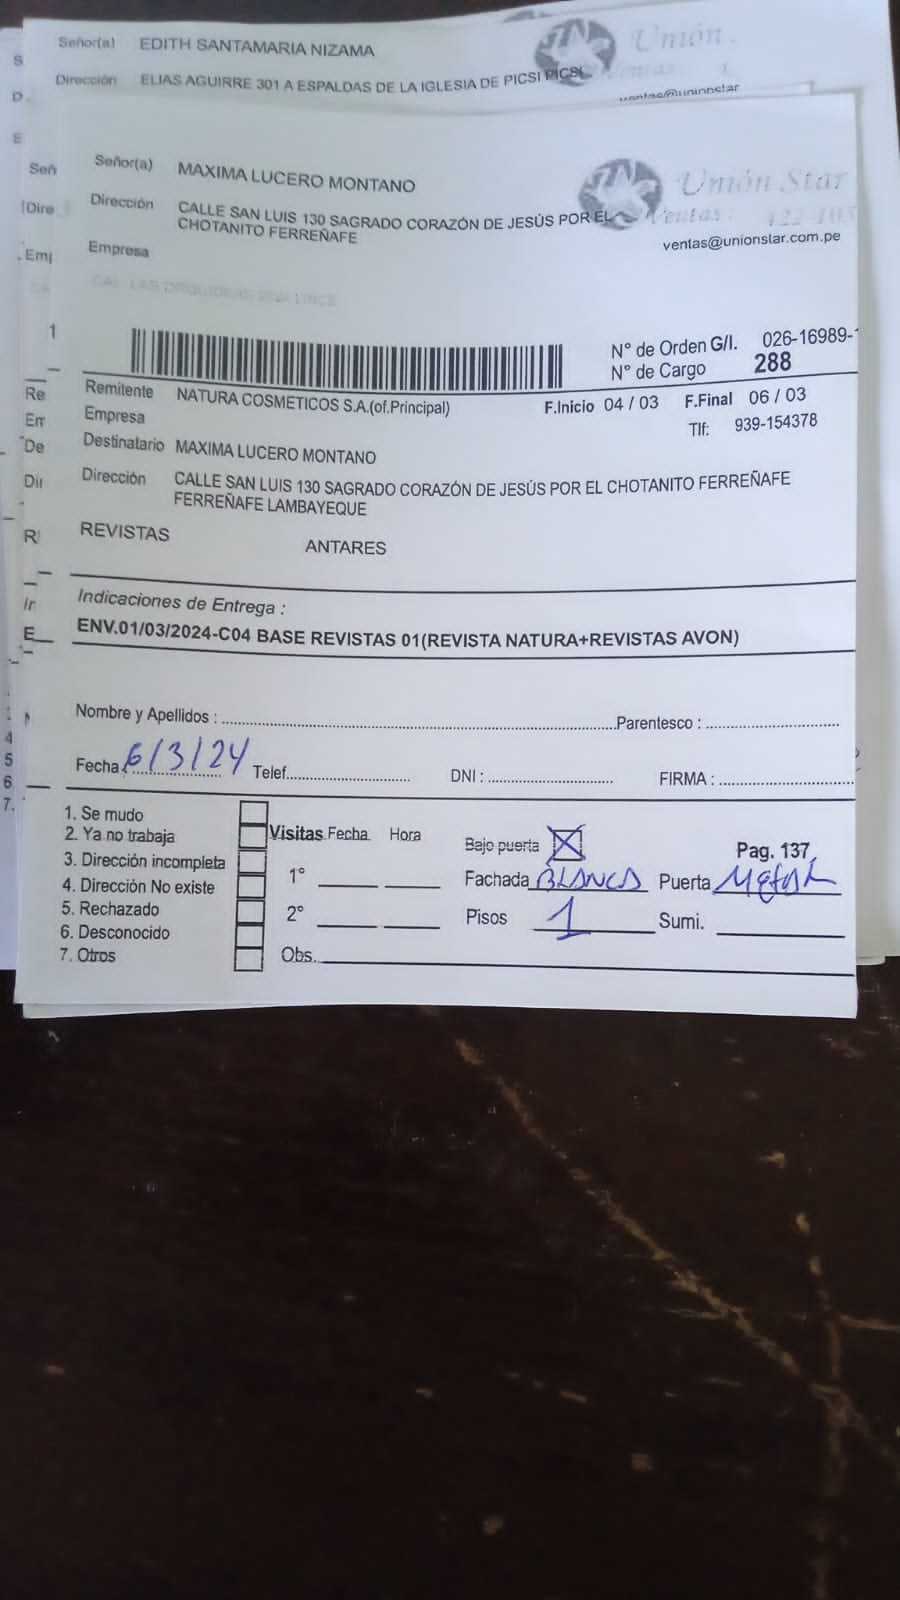 Señor(a) EDITH SANTAMARIA NIZAMA
Unión
Dirección ELIAS AGUIRRE 301 A ESPALDAS DE LA IGLESIA DE PICSI PICSI
ventas@unionstar
Señor(a) MAXIMA LUCERO MONTANO
Unión Star
Dirección CALLE SAN LUIS 130 SAGRADO CORAZÓN DE JESÚS POR EL
CHOTANITO FERREÑAFE
Ventas:
ventas@unionstar.com.pe
Empresa
N° de Orden G/I. 026-16989-
N° de Cargo 288
Remitente NATURA COSMETICOS S.A.(of.Principal)
F.Inicio 04 / 03 F.Final 06 / 03
Empresa
Tlf: 939-154378
Destinatario MAXIMA LUCERO MONTANO
Dirección CALLE SAN LUIS 130 SAGRADO CORAZÓN DE JESÚS POR EL CHOTANITO FERREÑAFE
FERREÑAFE LAMBAYEQUE
REVISTAS ANTARES
Indicaciones de Entrega :
ENV.01/03/2024-C04 BASE REVISTAS 01(REVISTA NATURA+REVISTAS AVON)
Nombre y Apellidos : Parentesco :
Fecha : 6/3/24 Telef. DNI : FIRMA :
1. Se mudo
2. Ya no trabaja
3. Dirección incompleta
4. Dirección No existe
5. Rechazado
6. Desconocido
7. Otros
Visitas Fecha Hora
1°
2°
Obs.
Bajo puerta X
Pag. 137
Fachada BLANCA Puerta Metal
Pisos 1 Sumi.